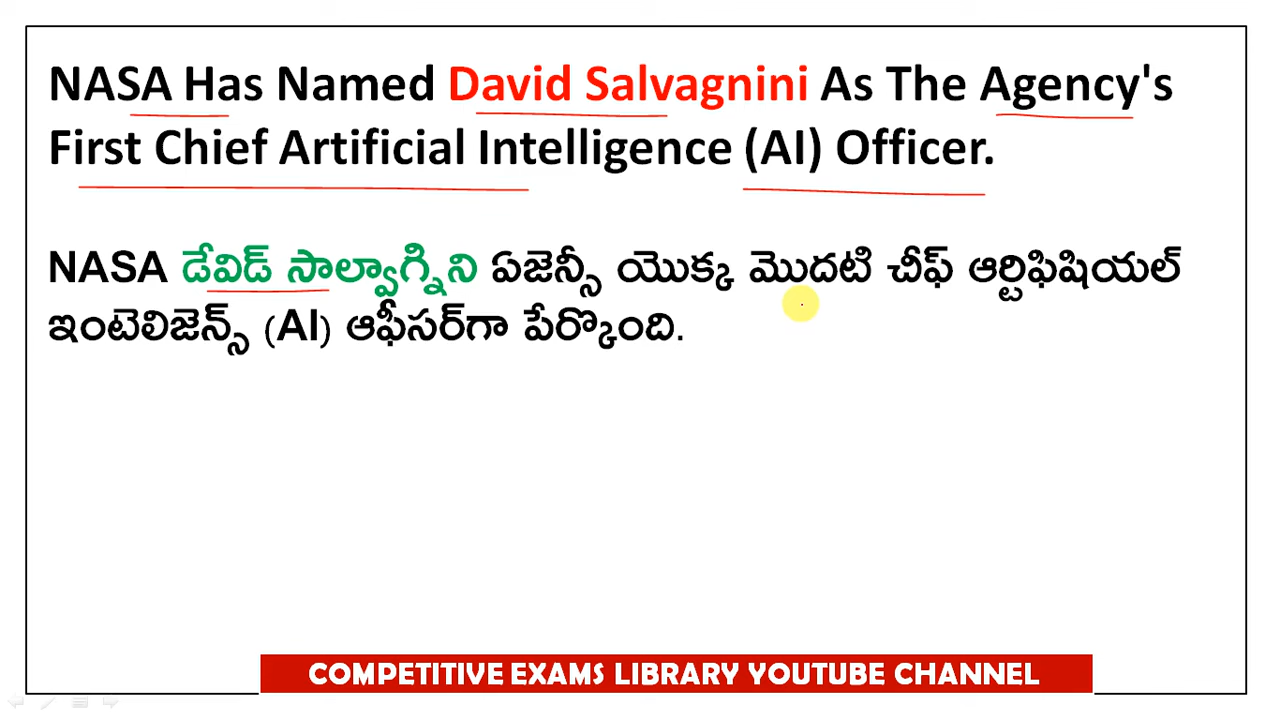 NASA Has Named David Salvagnini As The Agency's
First Chief Artificial Intelligence (AI) Officer.
NASA డేవిడ్ సాల్వాగ్నిని ఏజెన్సీ యొక్క మొదటి చీఫ్ ఆర్టిఫిషియల్
ఇంటెలిజెన్స్ (AI) ఆఫీసర్‌గా పేర్కొంది.
COMPETITIVE EXAMS LIBRARY YOUTUBE CHANNEL